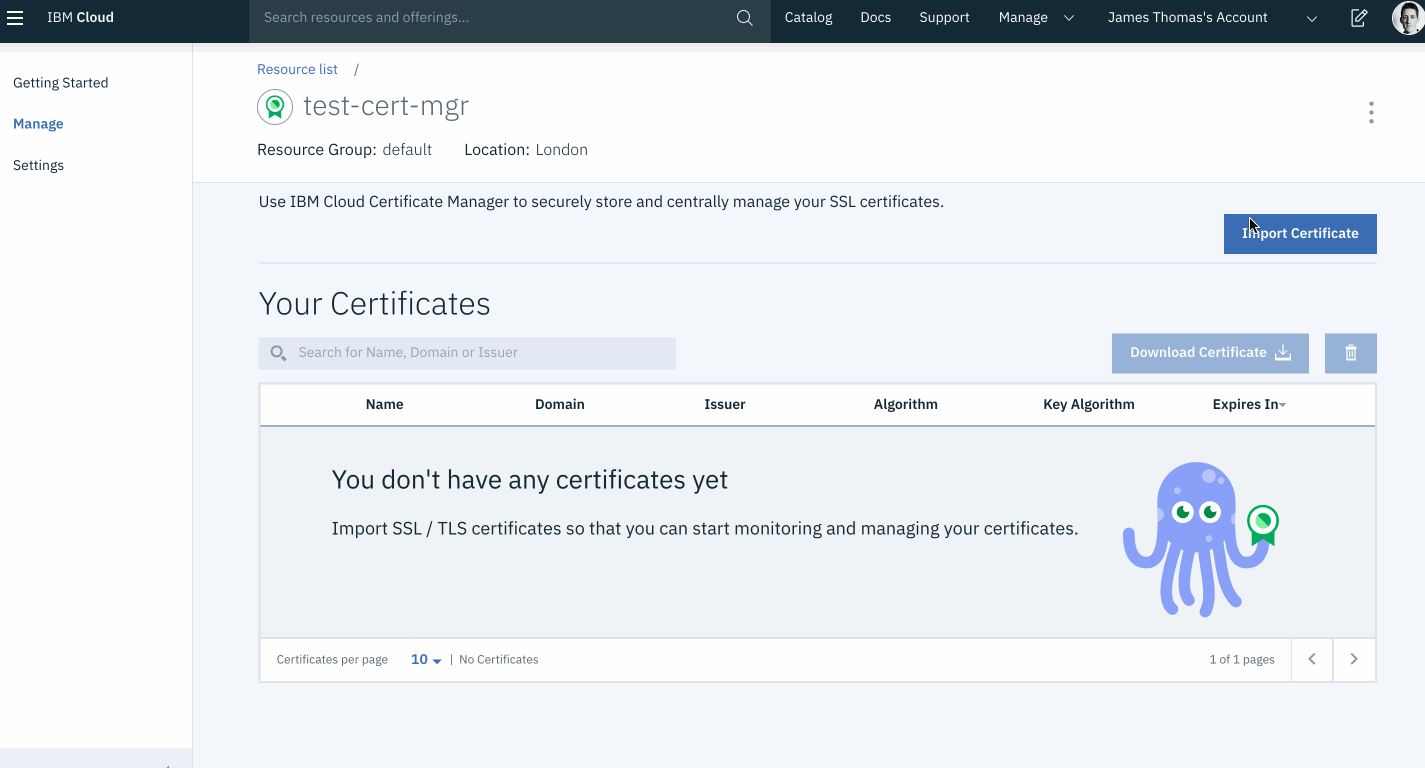 IBM Cloud Search resources and offerings... Catalog Docs Support Manage James Thomas's Account
Getting Started
Manage
Settings
Resource list /
test-cert-mgr
Resource Group: default Location: London
Use IBM Cloud Certificate Manager to securely store and centrally manage your SSL certificates.
Import Certificate
Your Certificates
Search for Name, Domain or Issuer Download Certificate
Name Domain Issuer Algorithm Key Algorithm Expires In
You don't have any certificates yet
Import SSL / TLS certificates so that you can start monitoring and managing your certificates.
Certificates per page 10 | No Certificates 1 of 1 pages